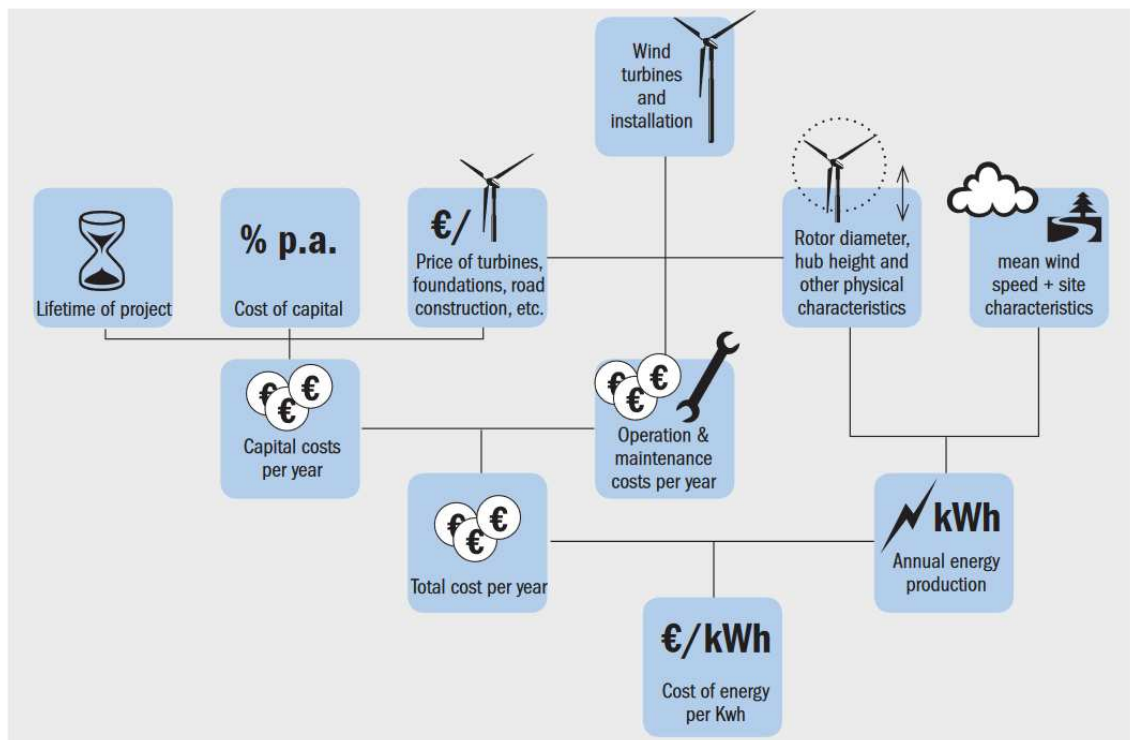 Wind
turbines
and
installation
Lifetime of project
% p.a.
Cost of capital
€/
Price of turbines,
foundations, road
construction, etc.
Rotor diameter,
hub height and
other physical
characteristics
mean wind
speed + site
characteristics
€ € €
Capital costs
per year
€ € €
Operation &
maintenance
costs per year
€ € €
Total cost per year
kWh
Annual energy
production
€/kWh
Cost of energy
per Kwh